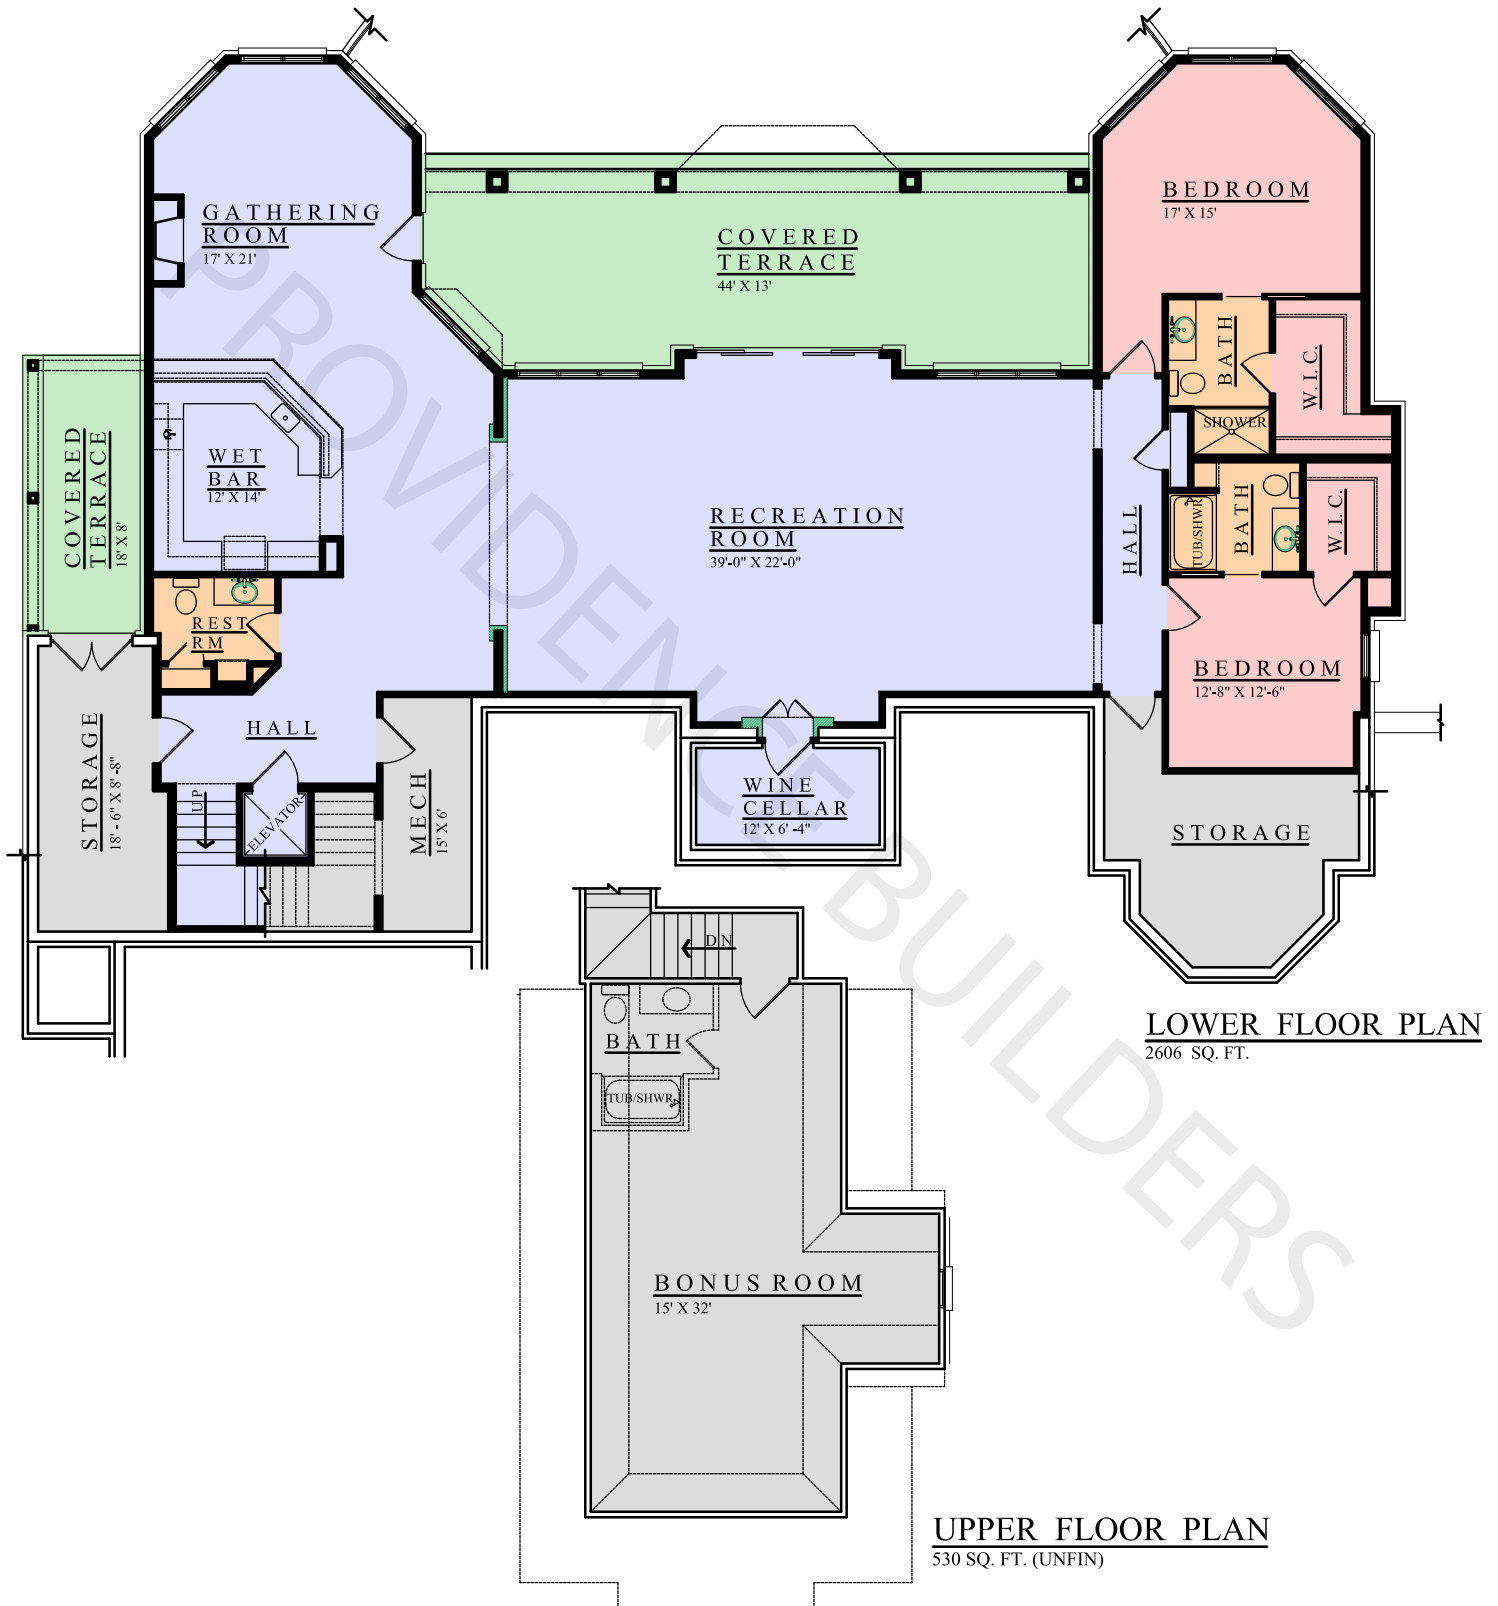 GATHERING
ROOM
17' X 21'
COVERED
TERRACE
44' X 13'
BEDROOM
17' X 15'
BATH
W.I.C.
SHOWER
COVERED
TERRACE
18' X 8'
WET
BAR
12' X 14'
RECREATION
ROOM
39'-0" X 22'-0"
HALL
TUB/SHWR
BATH
W.I.C.
REST
RM
BEDROOM
12'-8" X 12'-6"
HALL
STORAGE
18' - 6" X 8' -8"
UP
ELEVATOR
MECH
15' X 6'
WINE
CELLAR
12' X 6' -4"
STORAGE
DN
LOWER FLOOR PLAN
2606 SQ. FT.
BATH
TUB/SHWR
BONUS ROOM
15' X 32'
UPPER FLOOR PLAN
530 SQ. FT. (UNFIN)
PROVIDENCE BUILDERS